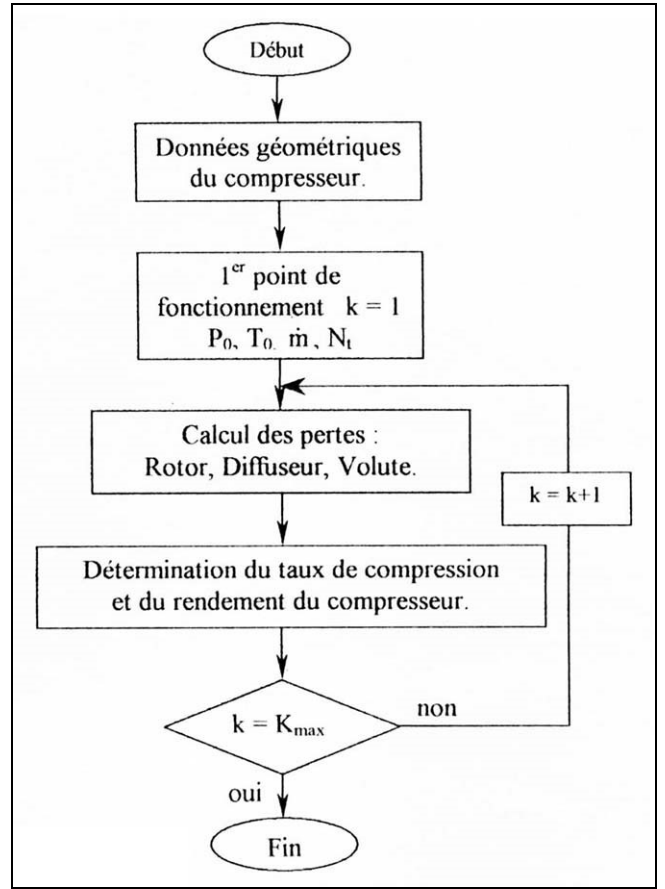 Début
Données géométriques
du compresseur.
1er point de
fonctionnement k = 1
P₀, T₀, ṁ , Nₜ
Calcul des pertes :
Rotor, Diffuseur, Volute.
k = k+1
Détermination du taux de compression
et du rendement du compresseur.
k = Kmax
non
oui
Fin